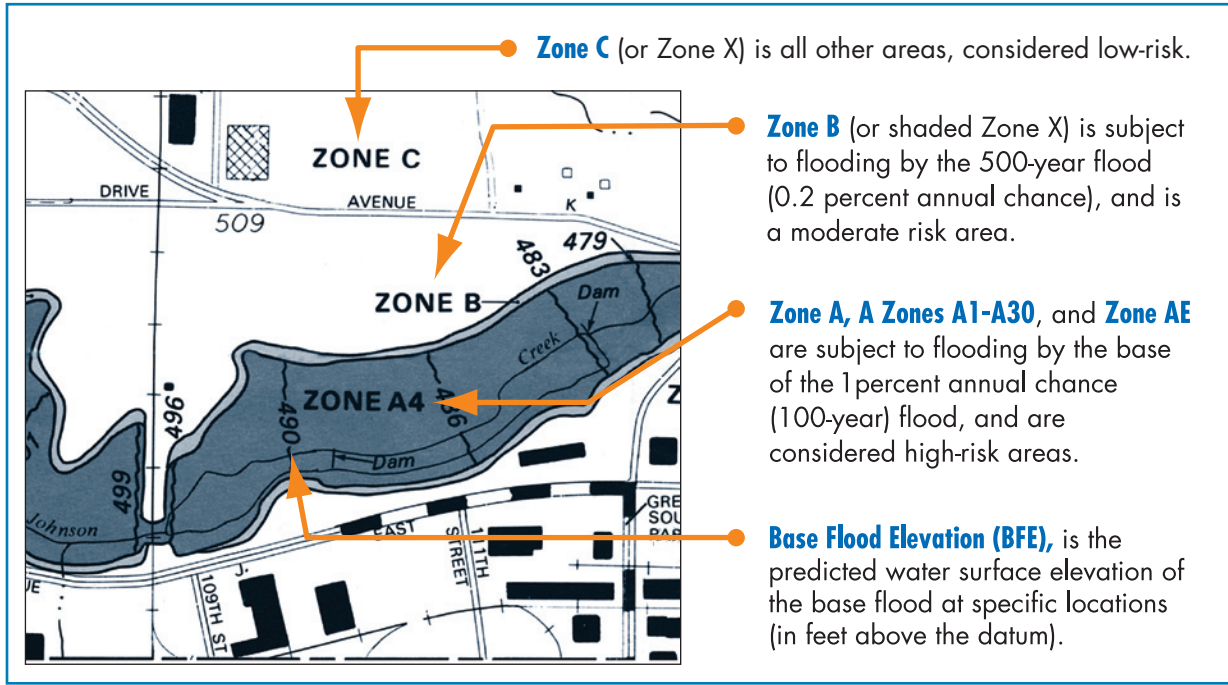 Zone C (or Zone X) is all other areas, considered low-risk.
Zone B (or shaded Zone X) is subject
to flooding by the 500-year flood
(0.2 percent annual chance), and is
a moderate risk area.
Zone A, A Zones A1-A30, and Zone AE
are subject to flooding by the base
of the 1percent annual chance
(100-year) flood, and are
considered high-risk areas.
Base Flood Elevation (BFE), is the
predicted water surface elevation of
the base flood at specific locations
(in feet above the datum).
ZONE C
DRIVE
AVENUE
K
509
483
479
ZONE B
Dam
Creek
496
ZONE A4
490
Dam
499
Johnson
EAST
111TH
STREET
109TH ST
J.